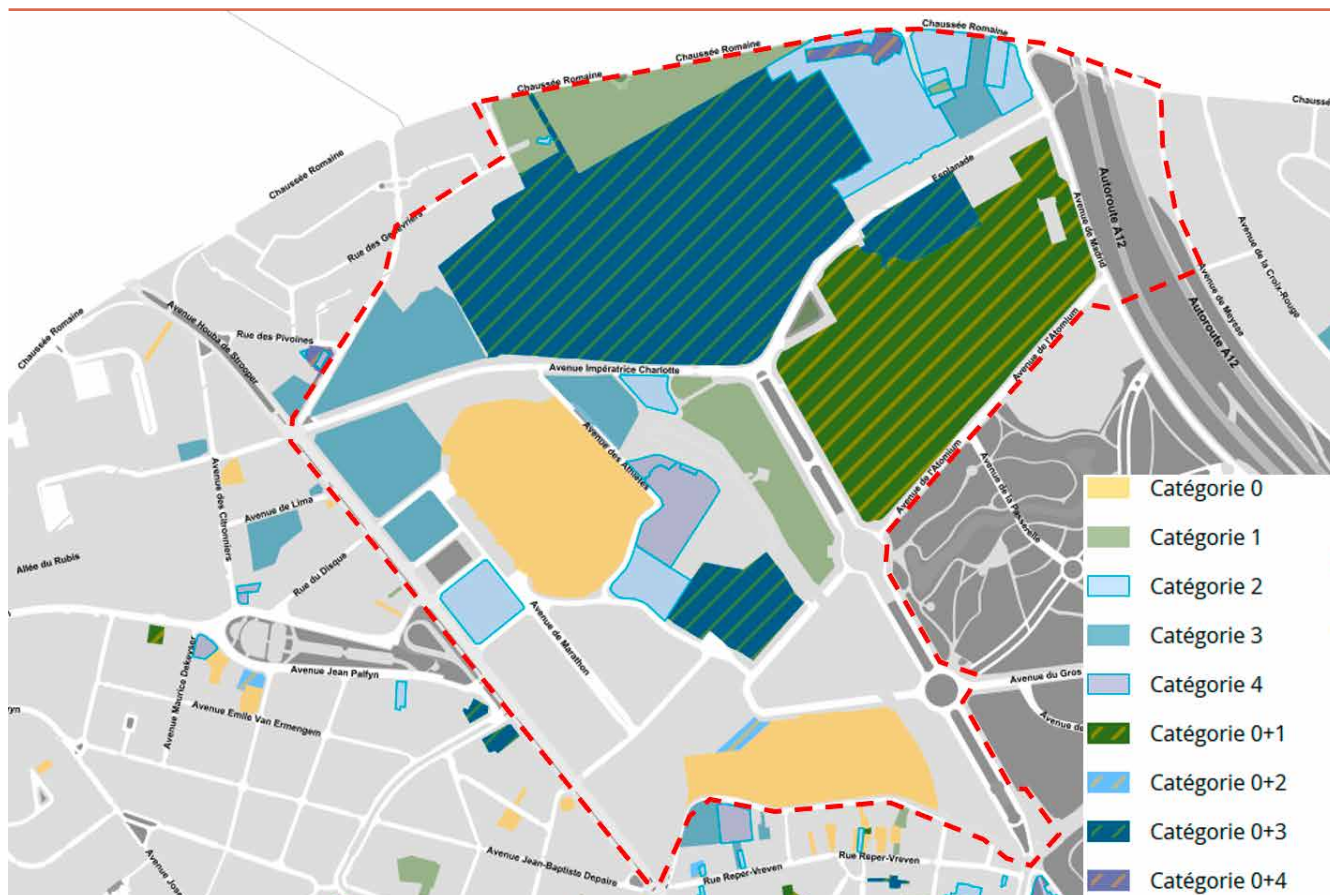 Chaussée Romaine
Chaussée Romaine
Chaussée Romaine
Chaussée Romaine
Chaussé
Chaussée Romaine
Esplanade
Autoroute A12
Avenue de Madrid
Rue des Genévriers
Avenue de la Croix-Rouge
Avenue de Meysse
Autoroute A12
Avenue Houba de Strooper
Chaussée Romaine
Rue des Pivoines
Avenue de l'Atomium
Avenue Impératrice Charlotte
Avenue des Athlètes
Avenue de l'Atomium
Avenue de la Passerelle
Avenue des Citronniers
Avenue de Lima
Allée du Rubis
Rue du Disque
Avenue de Marathon
Avenue Maurice Dekeyser
Avenue Jean Palfyn
Avenue du Gros
Avenue Emile Van Ermengem
Avenue de
fyn
Avenue Jean-Baptiste Depaire
Rue Reper-Vreven
Rue Reper-Vreven
Avenue Jose
Catégorie 0
Catégorie 1
Catégorie 2
Catégorie 3
Catégorie 4
Catégorie 0+1
Catégorie 0+2
Catégorie 0+3
Catégorie 0+4